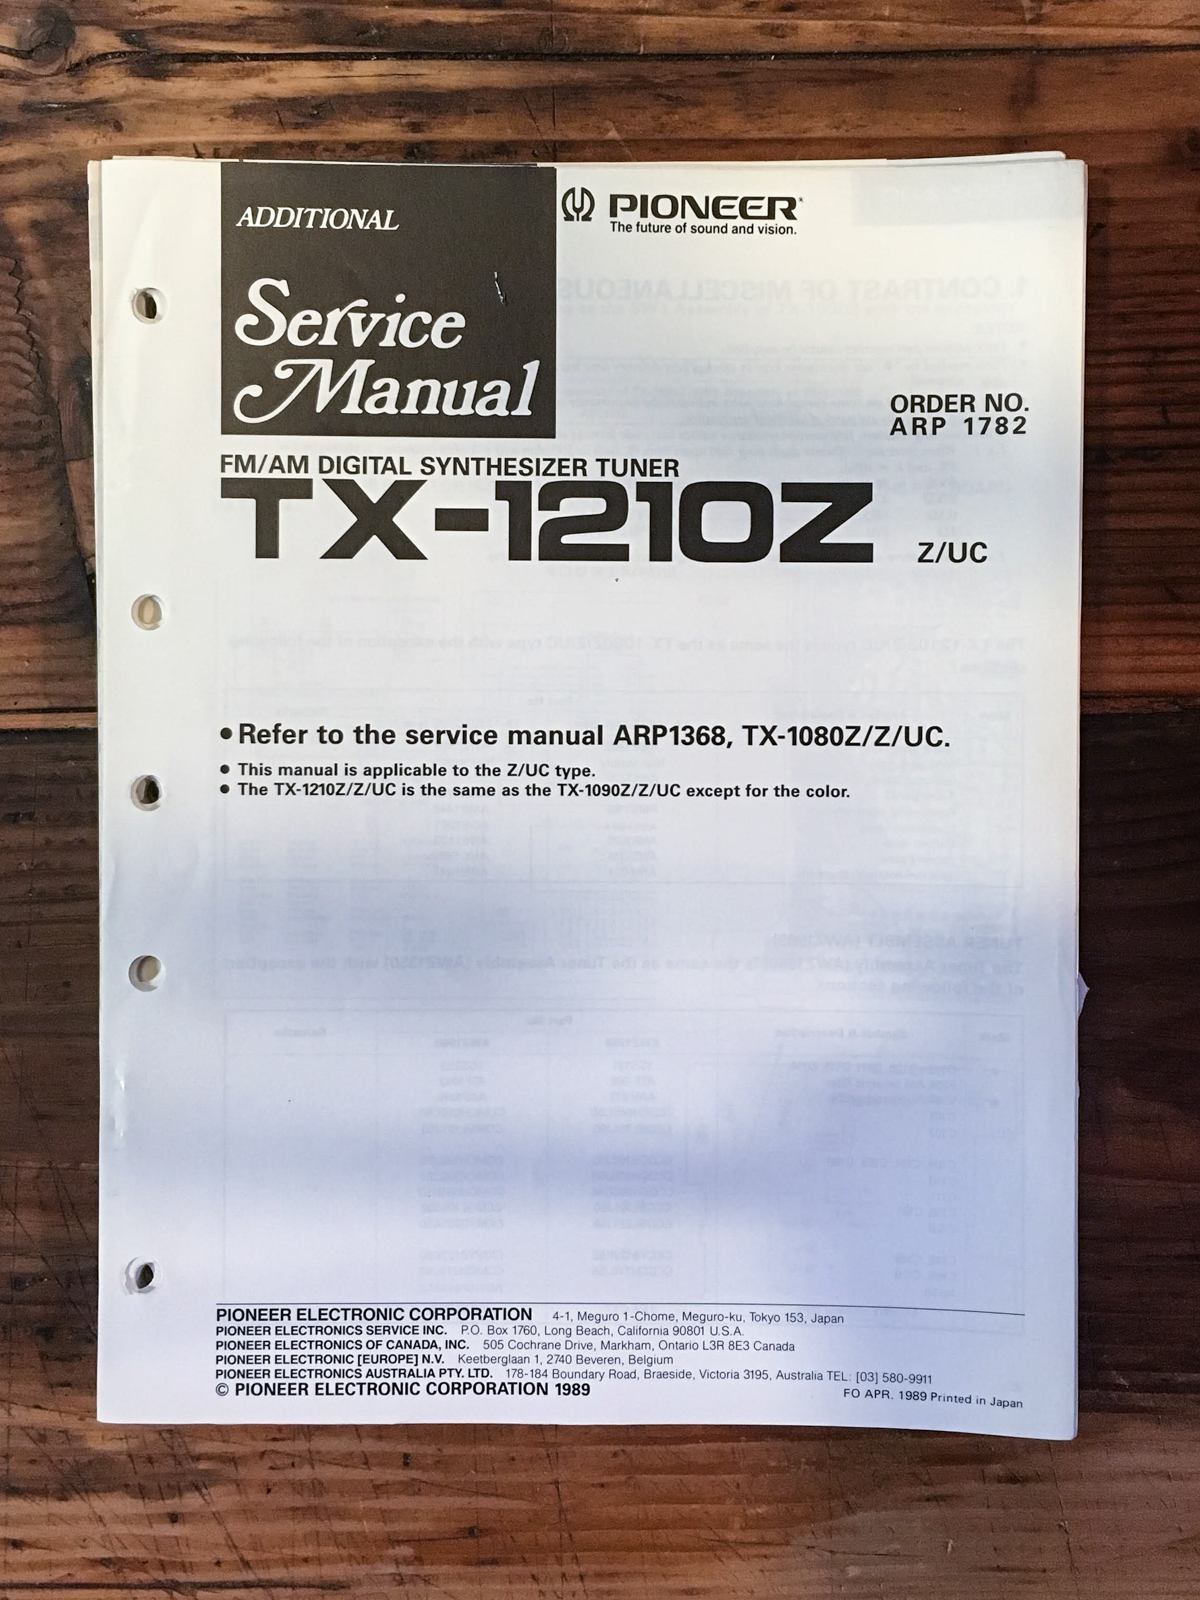 ADDITIONAL
Service
Manual
PIONEER
The future of sound and vision.
ORDER NO.
ARP 1782
FM/AM DIGITAL SYNTHESIZER TUNER
TX-1210Z Z/UC
● Refer to the service manual ARP1368, TX-1080Z/Z/UC.
● This manual is applicable to the Z/UC type.
● The TX-1210Z/Z/UC is the same as the TX-1090Z/Z/UC except for the color.
PIONEER ELECTRONIC CORPORATION 4-1, Meguro 1-Chome, Meguro-ku, Tokyo 153, Japan
PIONEER ELECTRONICS SERVICE INC. P.O. Box 1760, Long Beach, California 90801 U.S.A.
PIONEER ELECTRONICS OF CANADA, INC. 505 Cochrane Drive, Markham, Ontario L3R 8E3 Canada
PIONEER ELECTRONIC [EUROPE] N.V. Keetberglaan 1, 2740 Beveren, Belgium
PIONEER ELECTRONICS AUSTRALIA PTY. LTD. 178-184 Boundary Road, Braeside, Victoria 3195, Australia TEL: [03] 580-9911
© PIONEER ELECTRONIC CORPORATION 1989
FO APR. 1989 Printed in Japan